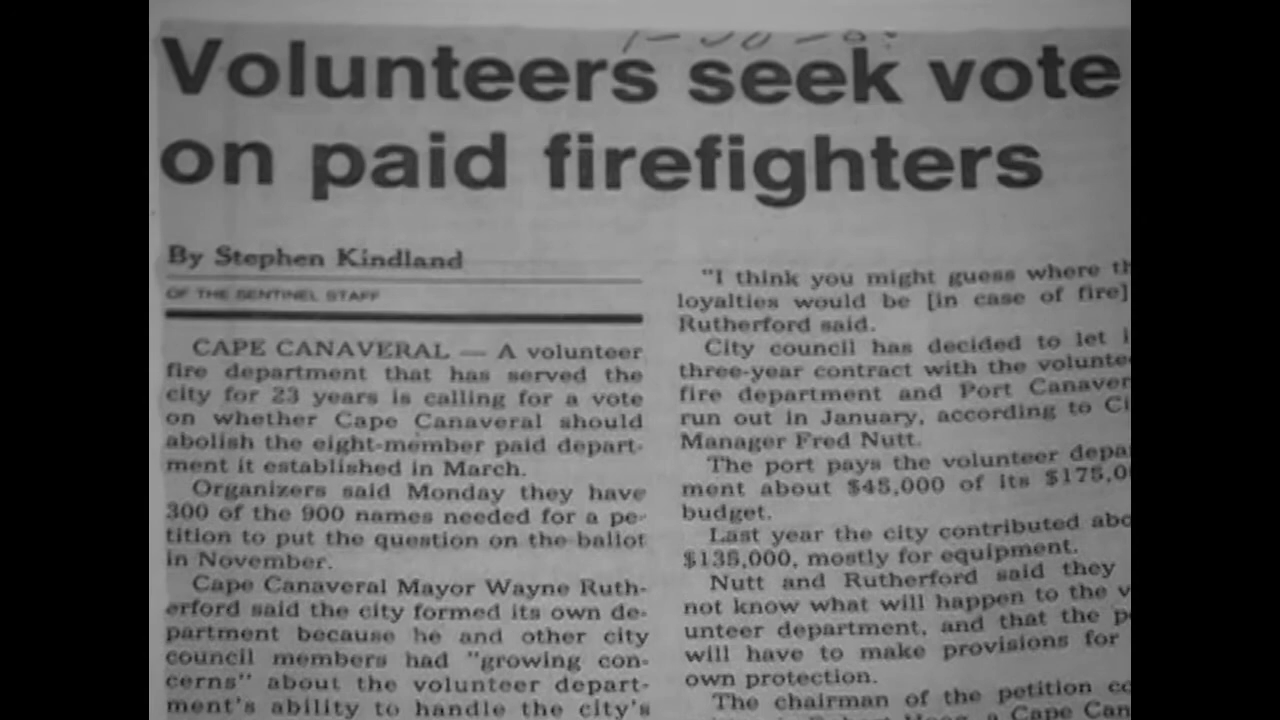 Volunteers seek vote
on paid firefighters
By Stephen Kindland
OF THE SENTINEL STAFF
CAPE CANAVERAL — A volunteer
fire department that has served the
city for 23 years is calling for a vote
on whether Cape Canaveral should
abolish the eight-member paid depart-
ment it established in March.
Organizers said Monday they have
300 of the 900 names needed for a pe-
tition to put the question on the ballot
in November.
Cape Canaveral Mayor Wayne Ruth-
erford said the city formed its own de-
partment because he and other city
council members had "growing con-
cerns" about the volunteer depart-
ment's ability to handle the city's
"I think you might guess where
loyalties would be [in case of fire]
Rutherford said.
City council has decided to let
three-year contract with the
fire department and Port
run out in January, according to
Manager Fred Nutt.
The port pays the volunteer
ment about $45,000 of its
budget.
Last year the city contributed
$135,000, mostly for equipment.
Nutt and Rutherford said they
not know what will happen to the
unteer department, and that the
will have to make provisions for
own protection.
The chairman of the petition
a Cape